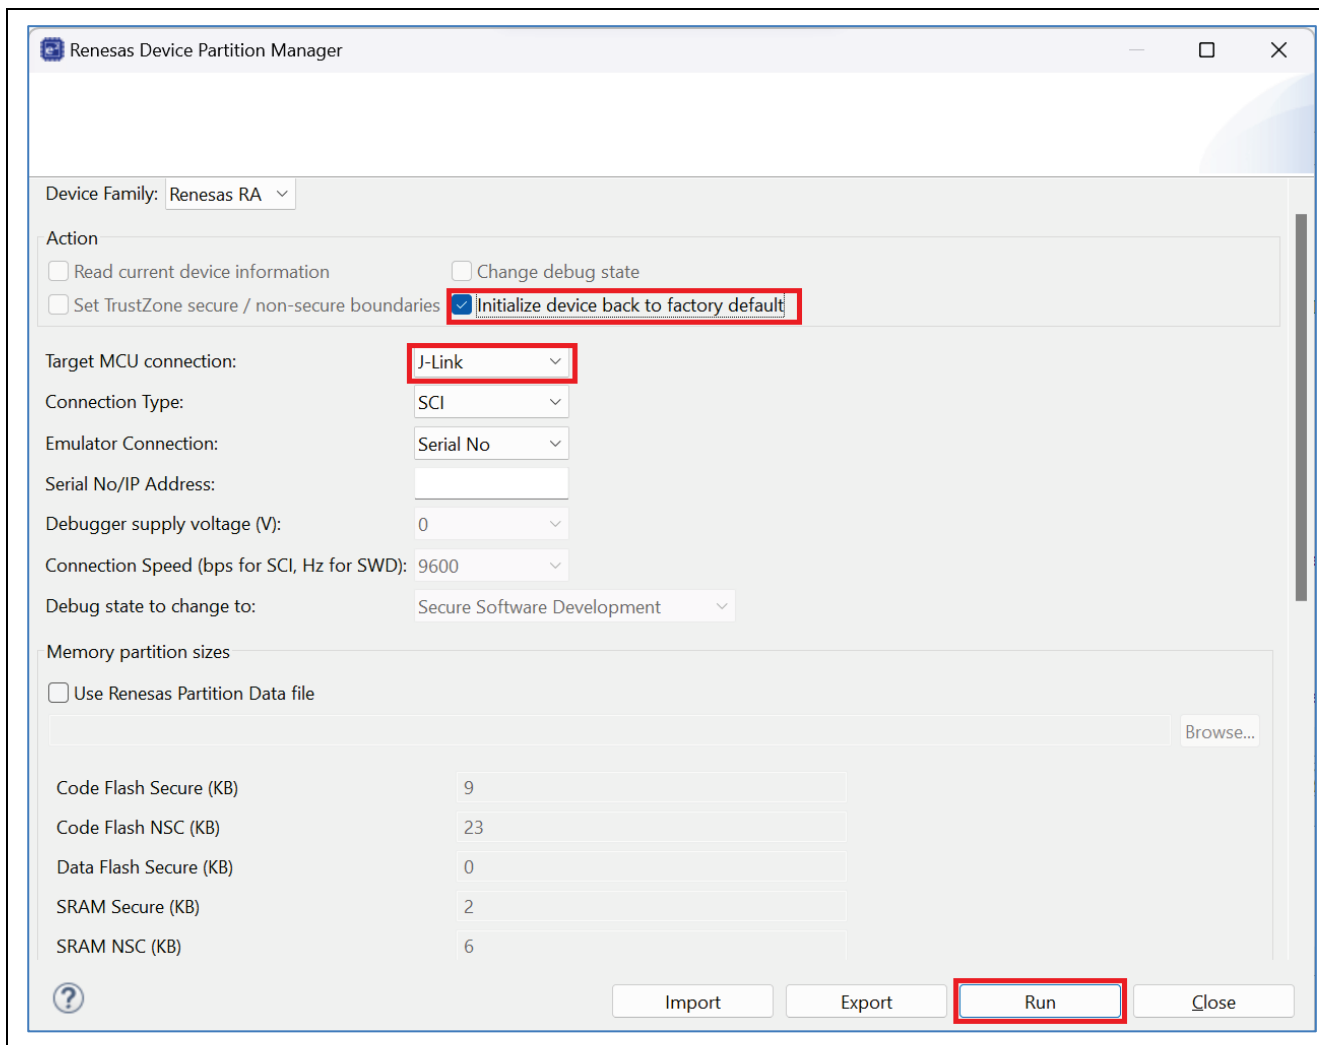 Renesas Device Partition Manager
Device Family: Renesas RA
Action
Read current device information Change debug state
Set TrustZone secure / non-secure boundaries Initialize device back to factory default
Target MCU connection: J-Link
Connection Type: SCI
Emulator Connection: Serial No
Serial No/IP Address:
Debugger supply voltage (V): 0
Connection Speed (bps for SCI, Hz for SWD): 9600
Debug state to change to: Secure Software Development
Memory partition sizes
Use Renesas Partition Data file
Browse...
Code Flash Secure (KB) 9
Code Flash NSC (KB) 23
Data Flash Secure (KB) 0
SRAM Secure (KB) 2
SRAM NSC (KB) 6
? Import Export Run Close